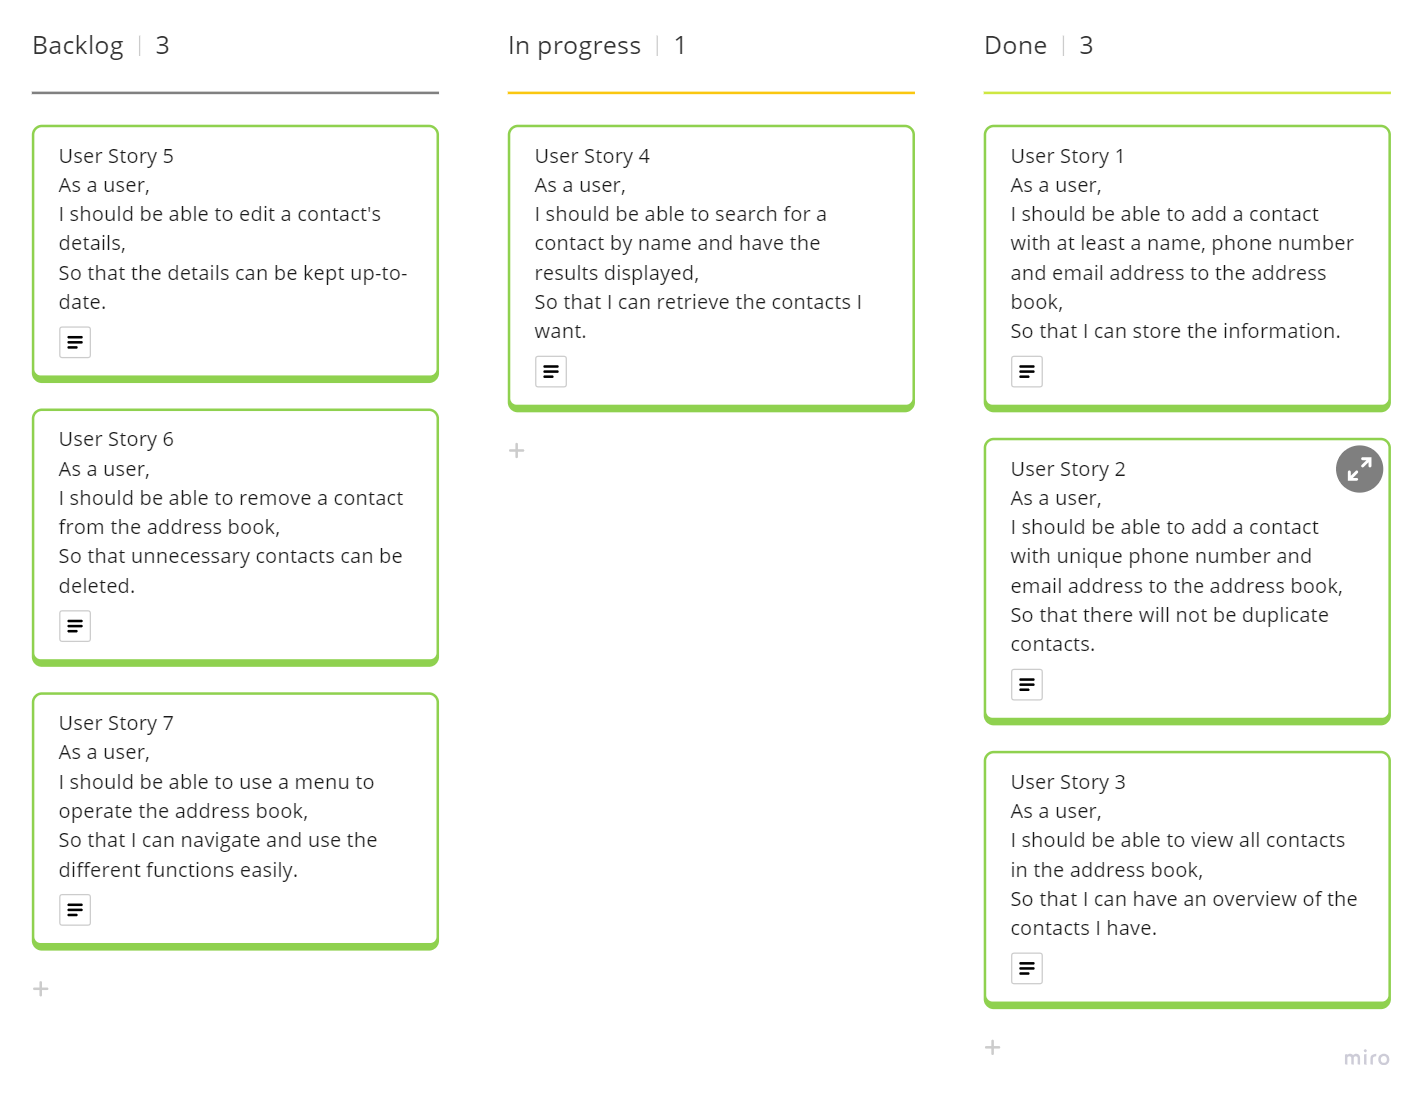 Backlog | 3
User Story 5
As a user,
I should be able to edit a contact's
details,
So that the details can be kept up-to-
date.
User Story 6
As a user,
I should be able to remove a contact
from the address book,
So that unnecessary contacts can be
deleted.
User Story 7
As a user,
I should be able to use a menu to
operate the address book,
So that I can navigate and use the
different functions easily.
In progress | 1
User Story 4
As a user,
I should be able to search for a
contact by name and have the
results displayed,
So that I can retrieve the contacts I
want.
Done | 3
User Story 1
As a user,
I should be able to add a contact
with at least a name, phone number
and email address to the address
book,
So that I can store the information.
User Story 2
As a user,
I should be able to add a contact
with unique phone number and
email address to the address book,
So that there will not be duplicate
contacts.
User Story 3
As a user,
I should be able to view all contacts
in the address book,
So that I can have an overview of the
contacts I have.
miro